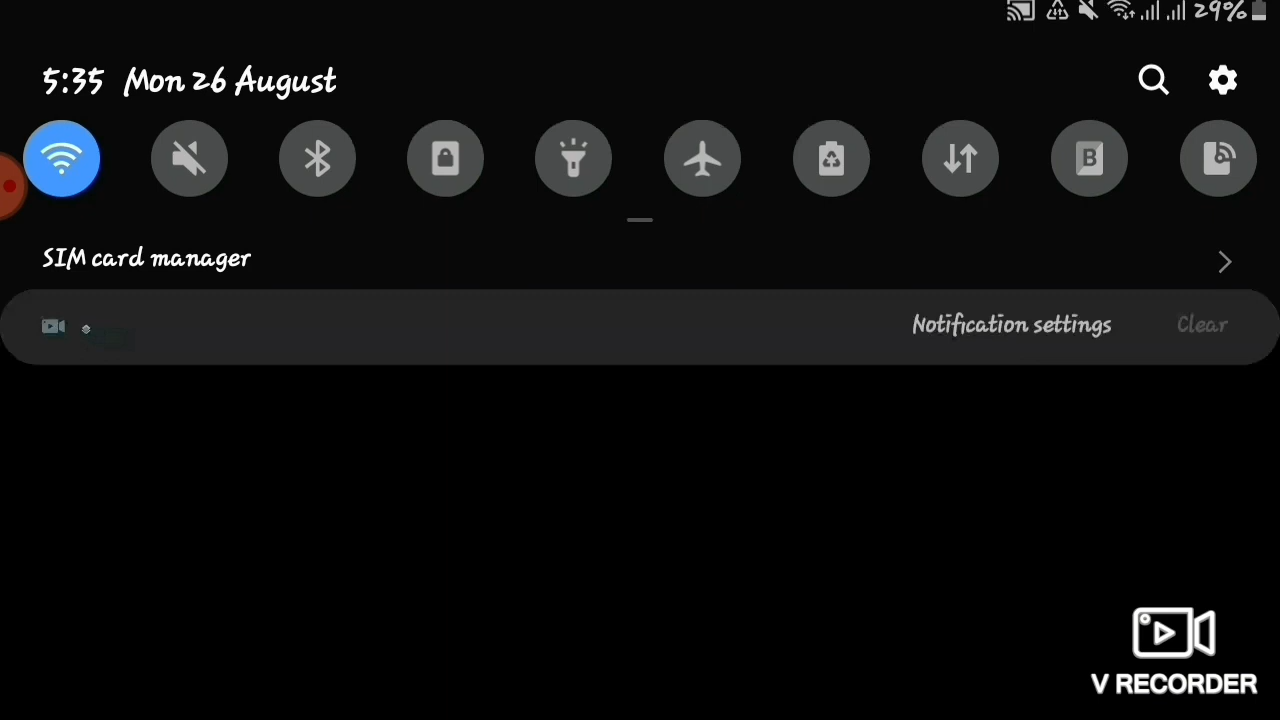 29%
5:35 Mon 26 August
B
SIM card manager
Notification settings Clear
V RECORDER